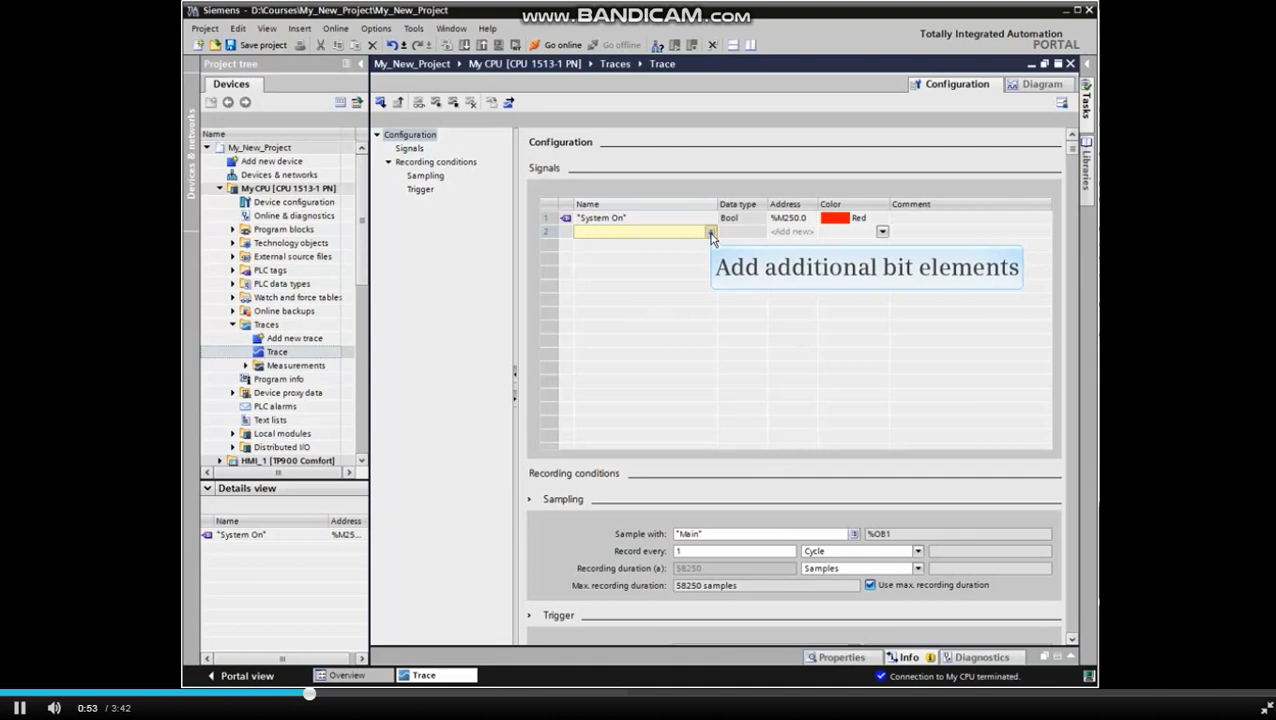 Siemens - D:\Courses\My_New_Project\My_New_Project
www.BANDICAM.com
Project Edit View Insert Online Options Tools Window Help
Totally Integrated Automation
PORTAL
Save project
Go online
Go offline
Project tree
My_New_Project
My CPU [CPU 1513-1 PN]
Traces
Trace
Devices
Configuration
Diagram
Tasks
Libraries
Devices & networks
Name
My_New_Project
Add new device
Devices & networks
My CPU [CPU 1513-1 PN]
Device configuration
Online & diagnostics
Program blocks
Technology objects
External source files
PLC tags
PLC data types
Watch and force tables
Online backups
Traces
Add new trace
Trace
Measurements
Program info
Device proxy data
PLC alarms
Text lists
Local modules
Distributed I/O
HMI_1 [TP900 Comfort]
Details view
Name Address
"System On" %M25...
Configuration
Signals
Recording conditions
Sampling
Trigger
Configuration
Signals
Name Data type Address Color Comment
1 "System On" Bool %M250.0 Red
2 <Add new>
Add additional bit elements
Recording conditions
Sampling
Sample with: "Main" %OB1
Record every: 1 Cycle
Recording duration (a): 58250 Samples
Max. recording duration: 58250 samples Use max. recording duration
Trigger
Properties Info Diagnostics
Portal view Overview Trace
Connection to My CPU terminated.
0:53 / 3:42